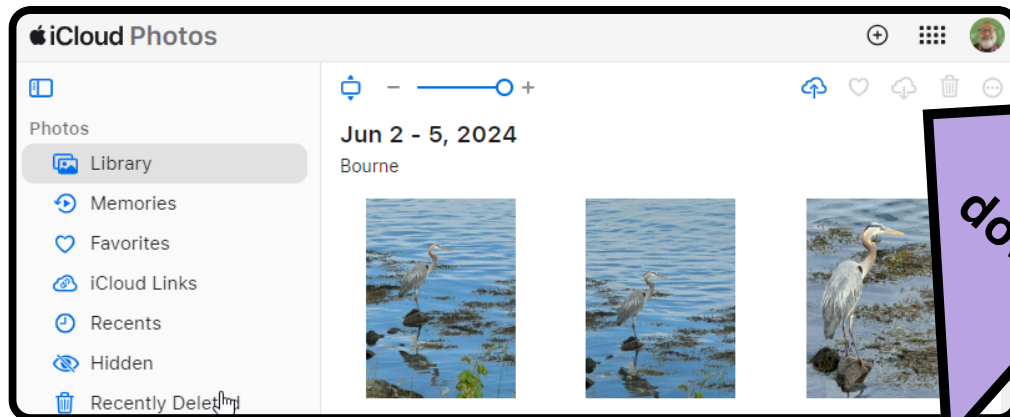 iCloud Photos
Photos
Library
Memories
Favorites
iCloud Links
Recents
Hidden
Recently Deleted
Jun 2 - 5, 2024
Bourne